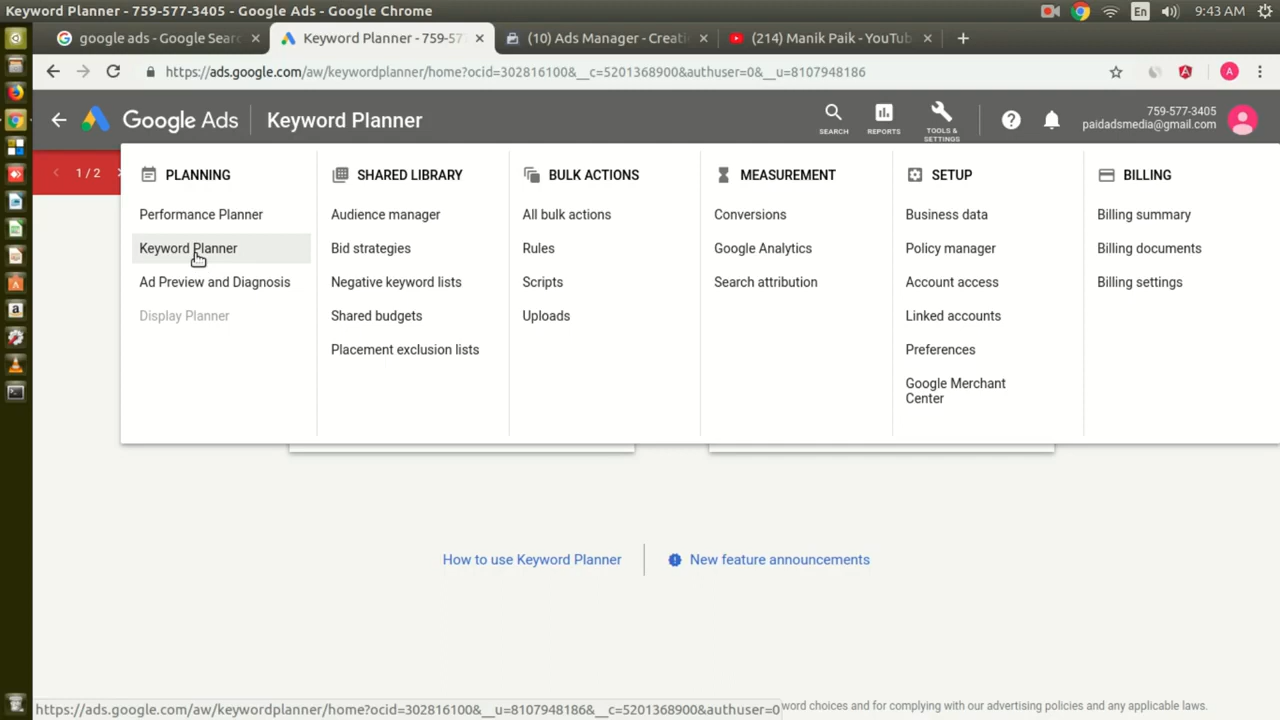 Keyword Planner - 759-577-3405 - Google Ads - Google Chrome
En
9:43 AM
google ads - Google Sear
Keyword Planner - 759-57
(10) Ads Manager - Creati
(214) Manik Paik - YouTub
https://ads.google.com/aw/keywordplanner/home?ocid=302816100&__c=5201368900&authuser=0&__u=8107948186
A
Google Ads
Keyword Planner
SEARCH
REPORTS
TOOLS &
SETTINGS
759-577-3405
paidadsmedia@gmail.com
1 / 2
PLANNING
Performance Planner
Keyword Planner
Ad Preview and Diagnosis
Display Planner
SHARED LIBRARY
Audience manager
Bid strategies
Negative keyword lists
Shared budgets
Placement exclusion lists
BULK ACTIONS
All bulk actions
Rules
Scripts
Uploads
MEASUREMENT
Conversions
Google Analytics
Search attribution
SETUP
Business data
Policy manager
Account access
Linked accounts
Preferences
Google Merchant
Center
BILLING
Billing summary
Billing documents
Billing settings
How to use Keyword Planner
New feature announcements
https://ads.google.com/aw/keywordplanner/home?ocid=302816100&__u=8107948186&__c=5201368900&authuser=0
word choices and for complying with our advertising policies and any applicable laws.